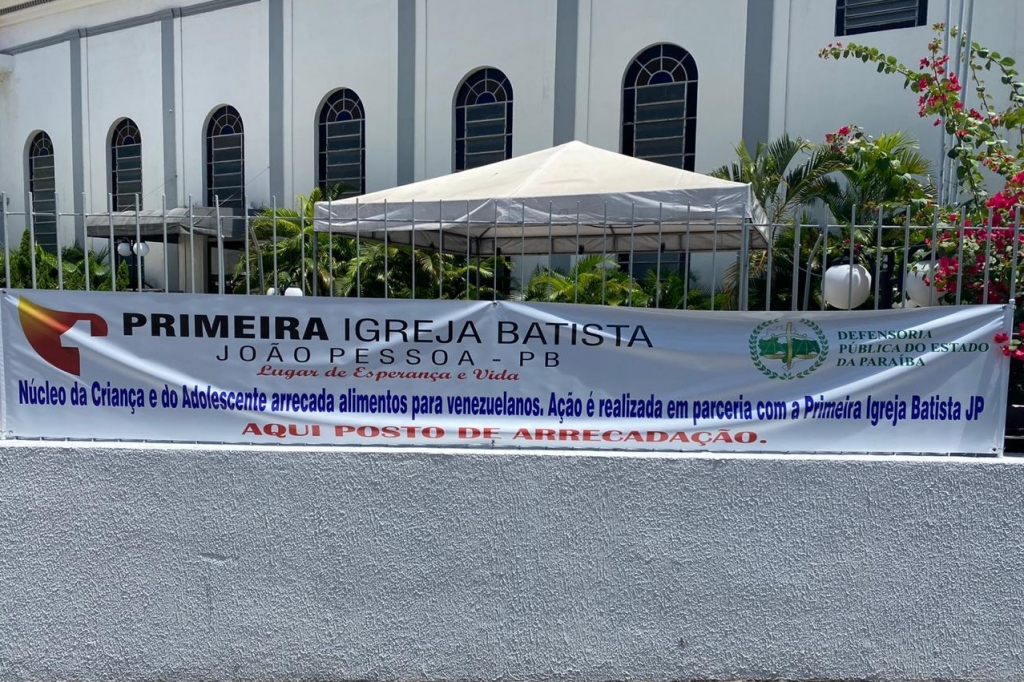 PRIMEIRA IGREJA BATISTA
JOÃO PESSOA - PB
Lugar de Esperança e Vida
DEFENSORIA
PÚBLICA DO ESTADO
DA PARAÍBA
Núcleo da Criança e do Adolescente arrecada alimentos para venezuelanos. Ação é realizada em parceria com a Primeira Igreja Batista JP
AQUI POSTO DE ARRECADAÇÃO.